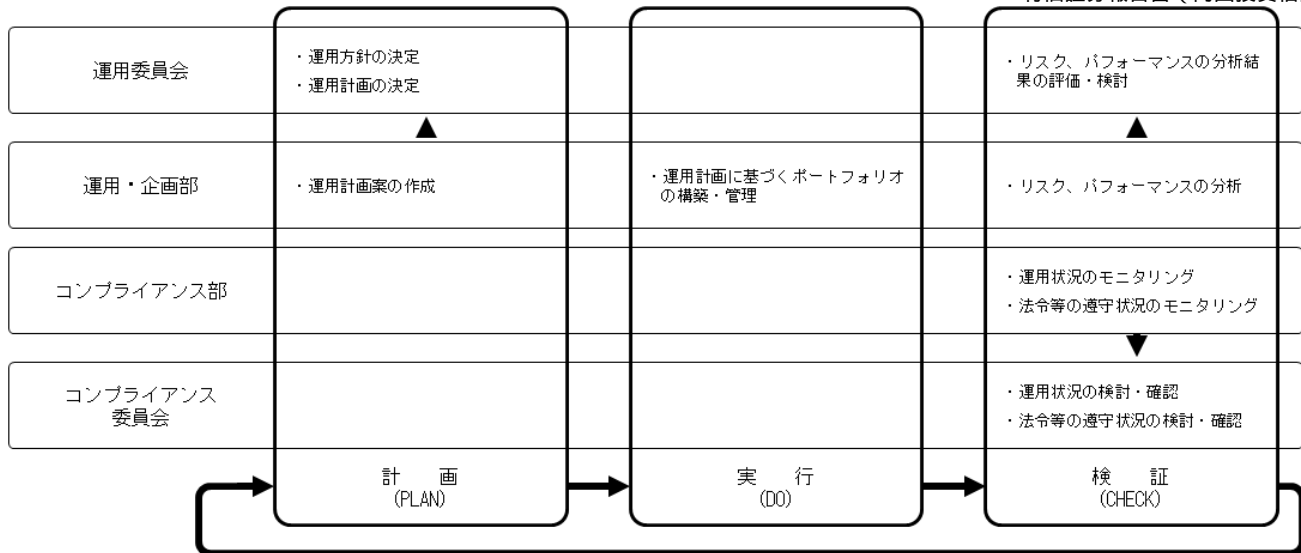 運用委員会
・運用方針の決定
・運用計画の決定
・リスク、パフォーマンスの分析結
果の評価・検討
運用・企画部
・運用計画案の作成
・運用計画に基づくポートフォリオ
の構築・管理
・リスク、パフォーマンスの分析
コンプライアンス部
・運用状況のモニタリング
・法令等の遵守状況のモニタリング
コンプライアンス
委員会
・運用状況の検討・確認
・法令等の遵守状況の検討・確認
計 画
(PLAN)
実 行
(DO)
検 証
(CHECK)